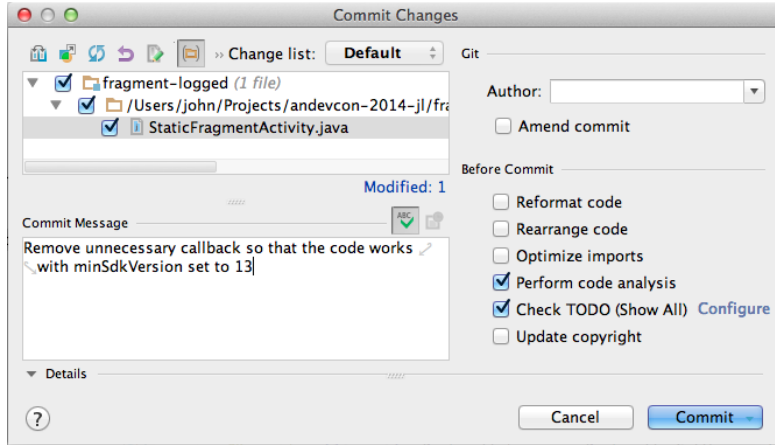 Commit Changes
» Change list: Default
fragment-logged (1 file)
/Users/john/Projects/andevcon-2014-jl/fra
StaticFragmentActivity.java
Modified: 1
Commit Message
ABC
Remove unnecessary callback so that the code works
with minSdkVersion set to 13
Details
Git
Author:
Amend commit
Before Commit
Reformat code
Rearrange code
Optimize imports
Perform code analysis
Check TODO (Show All) Configure
Update copyright
?
Cancel
Commit